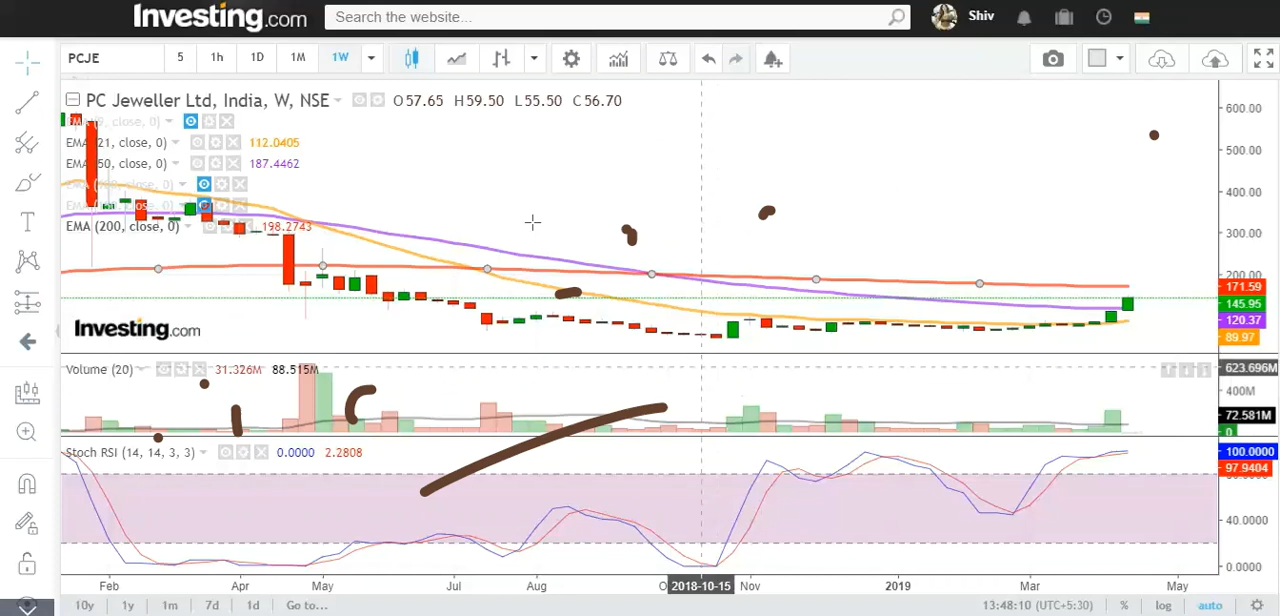 Investing.com
Search the website...
Shiv
PCJE
5 1h 1D 1M 1W
PC Jeweller Ltd, India, W, NSE O57.65 H59.50 L55.50 C56.70
EMA (9, close, 0)
EMA (21, close, 0) 112.0405
EMA (50, close, 0) 187.4462
EMA (200, close, 0) 198.2743
Investing.com
600.00
500.00
400.00
300.00
200.00
171.59
145.95
120.37
89.97
Volume (20) 31.326M 88.515M
623.696M
400M
72.581M
0
Stoch RSI (14, 14, 3, 3) 0.0000 2.2808
100.0000
97.9404
40.0000
0.0000
Feb Apr May Jul Aug 2018-10-15 Nov 2019 Mar May
10y 1y 1m 7d 1d Go to... 13:48:10 (UTC+5:30) % log auto